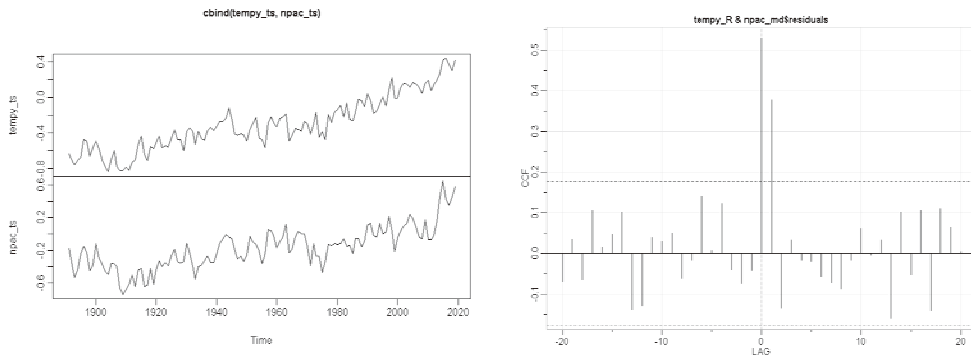 cbind(tempy_ts, npac_ts)
tempy_ts
0.4
0.0
-0.4
-0.8
npac_ts
0.6
0.2
-0.2
-0.6
1900 1920 1940 1960 1980 2000 2020
Time
tempy_R & npac_md$residuals
CCF
0.5
0.4
0.3
0.2
0.1
0.0
-0.1
-20 -10 0 10 20
LAG